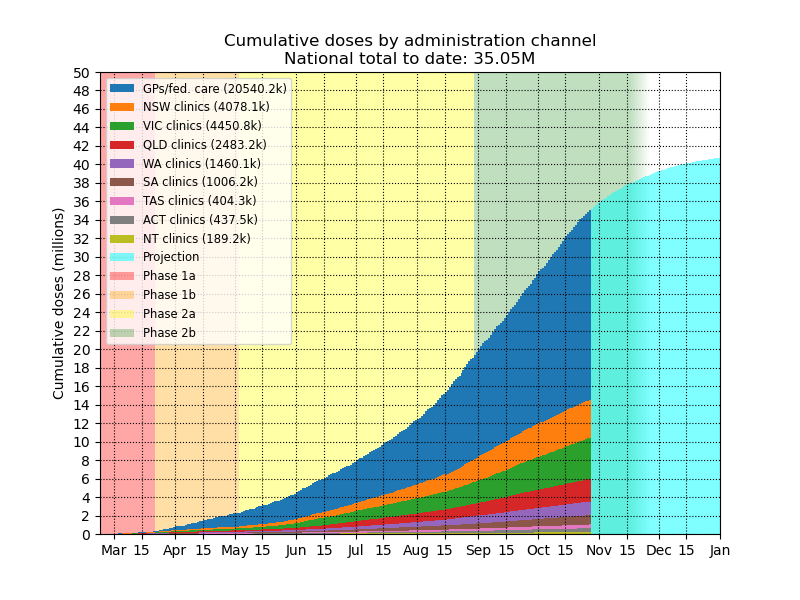 Cumulative doses by administration channel
National total to date: 35.05M
Cumulative doses (millions)
50
48
46
44
42
40
38
36
34
32
30
28
26
24
22
20
18
16
14
12
10
8
6
4
2
0
GPs/fed. care (20540.2k)
NSW clinics (4078.1k)
VIC clinics (4450.8k)
QLD clinics (2483.2k)
WA clinics (1460.1k)
SA clinics (1006.2k)
TAS clinics (404.3k)
ACT clinics (437.5k)
NT clinics (189.2k)
Projection
Phase 1a
Phase 1b
Phase 2a
Phase 2b
Mar 15 Apr 15 May 15 Jun 15 Jul 15 Aug 15 Sep 15 Oct 15 Nov 15 Dec 15 Jan